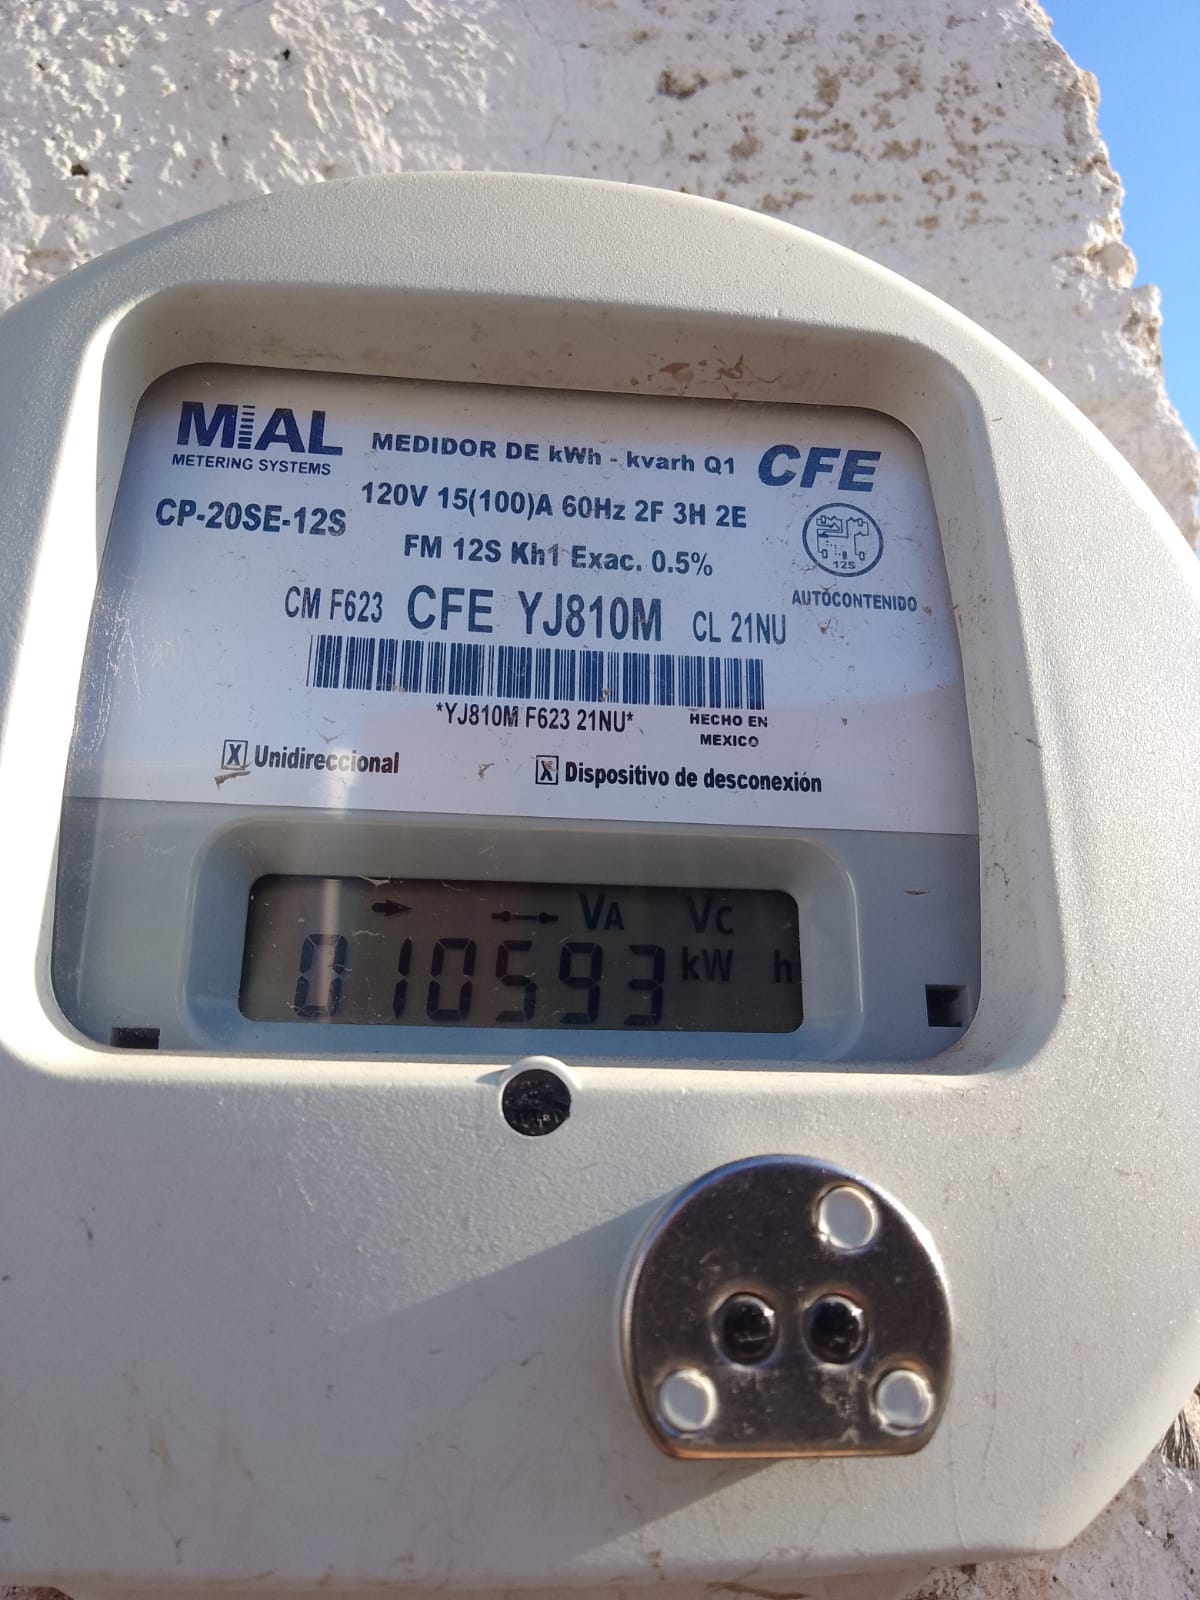 MIAL
METERING SYSTEMS
MEDIDOR DE kWh - kvarh Q1
CFE
CP-20SE-12S
120V 15(100)A 60Hz 2F 3H 2E
FM 12S Kh1 Exac. 0.5%
12S
AUTOCONTENIDO
CM F623 CFE YJ810M CL 21NU
*YJ810M F623 21NU*
HECHO EN
MEXICO
X Unidireccional
X Dispositivo de desconexión
VA VC
010593 kW h